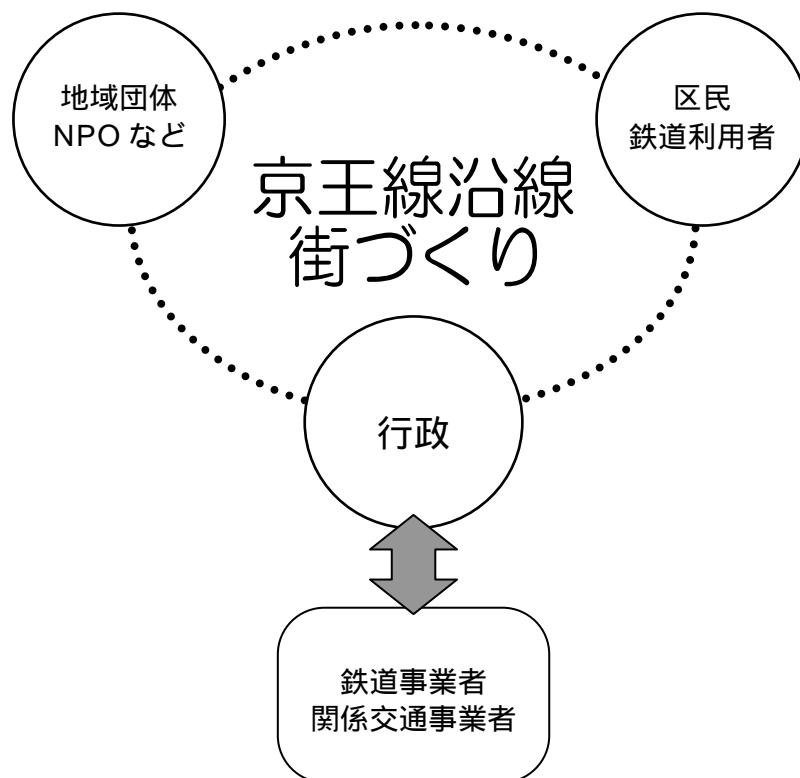 地域団体
NPO など
区民
鉄道利用者
京王線沿線
街づくり
行政
鉄道事業者
関係交通事業者